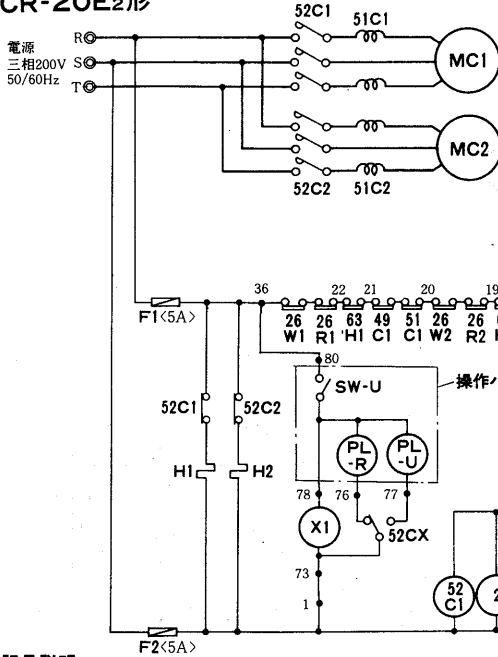 CR-20E2形
52C1 51C1
電源 R
三相200V S
50/60Hz T
MC1
MC2
52C2 51C2
36 22 21 20 19
F1<5A>
26 26 63 49 51 26 26
W1 R1 H1 C1 C1 W2 R2
80
SW-U
操作パ
52C1 52C2
PL PL
-R -U
H1 H2
78 76 77
X1
52CX
73
52
C1
2
1
F2<5A>